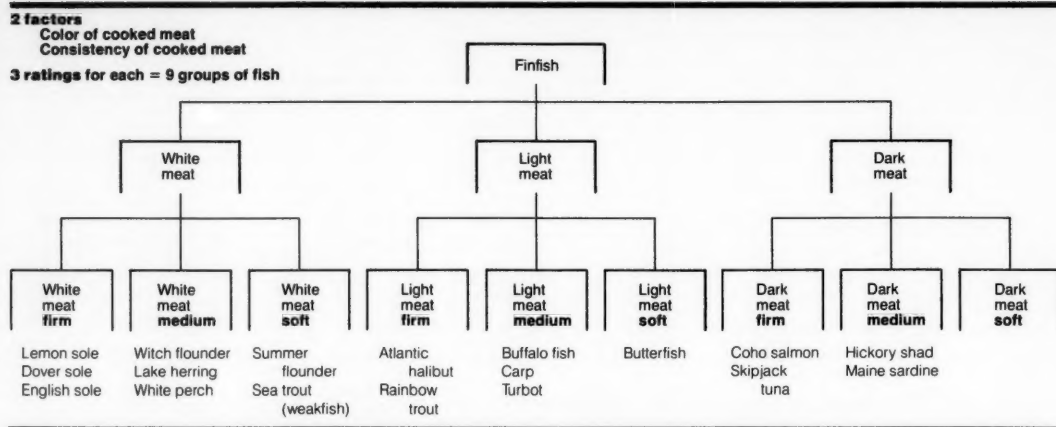 2 factors
Color of cooked meat
Consistency of cooked meat
3 ratings for each = 9 groups of fish
Finfish
White
meat
Light
meat
Dark
meat
White
meat
firm
White
meat
medium
White
meat
soft
Light
meat
firm
Light
meat
medium
Light
meat
soft
Dark
meat
firm
Dark
meat
medium
Dark
meat
soft
Lemon sole
Dover sole
English sole
Witch flounder
Lake herring
White perch
Summer
flounder
Sea trout
(weakfish)
Atlantic
halibut
Rainbow
trout
Buffalo fish
Carp
Turbot
Butterfish
Coho salmon
Skipjack
tuna
Hickory shad
Maine sardine